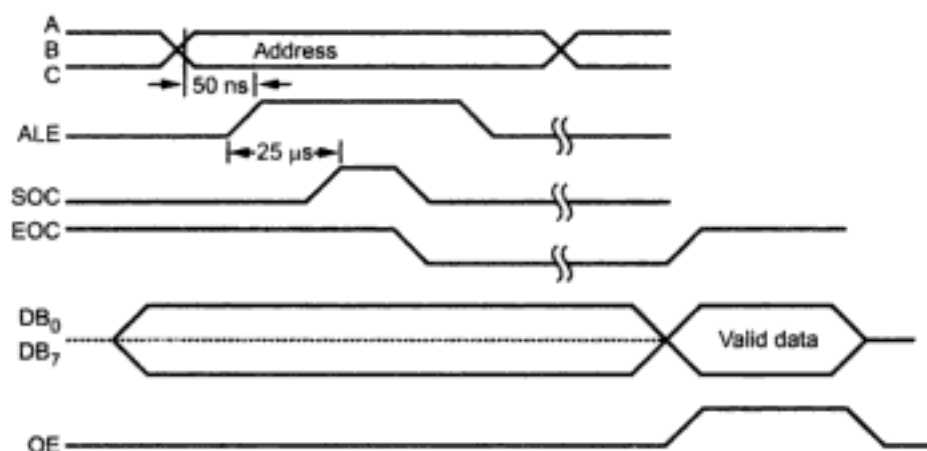 A
B
C
Address
50 ns
ALE
25 µs
SOC
EOC
DB0
DB7
Valid data
OE